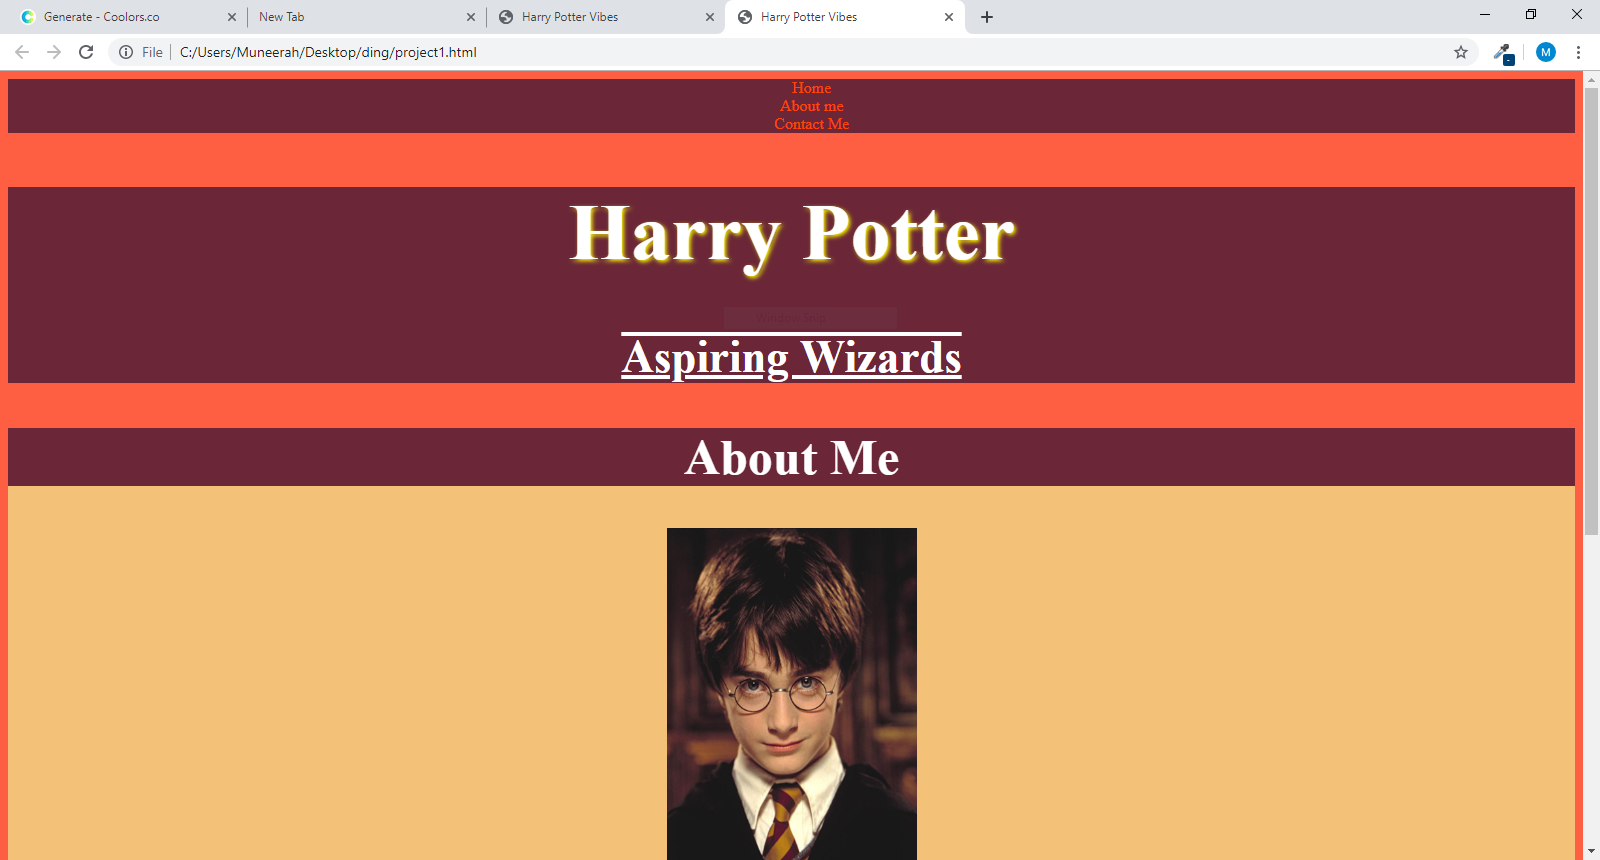 Generate - Coolors.co
New Tab
Harry Potter Vibes
Harry Potter Vibes
File
C:/Users/Muneerah/Desktop/ding/project1.html
M
Home
About me
Contact Me
Harry Potter
Aspiring Wizards
About Me